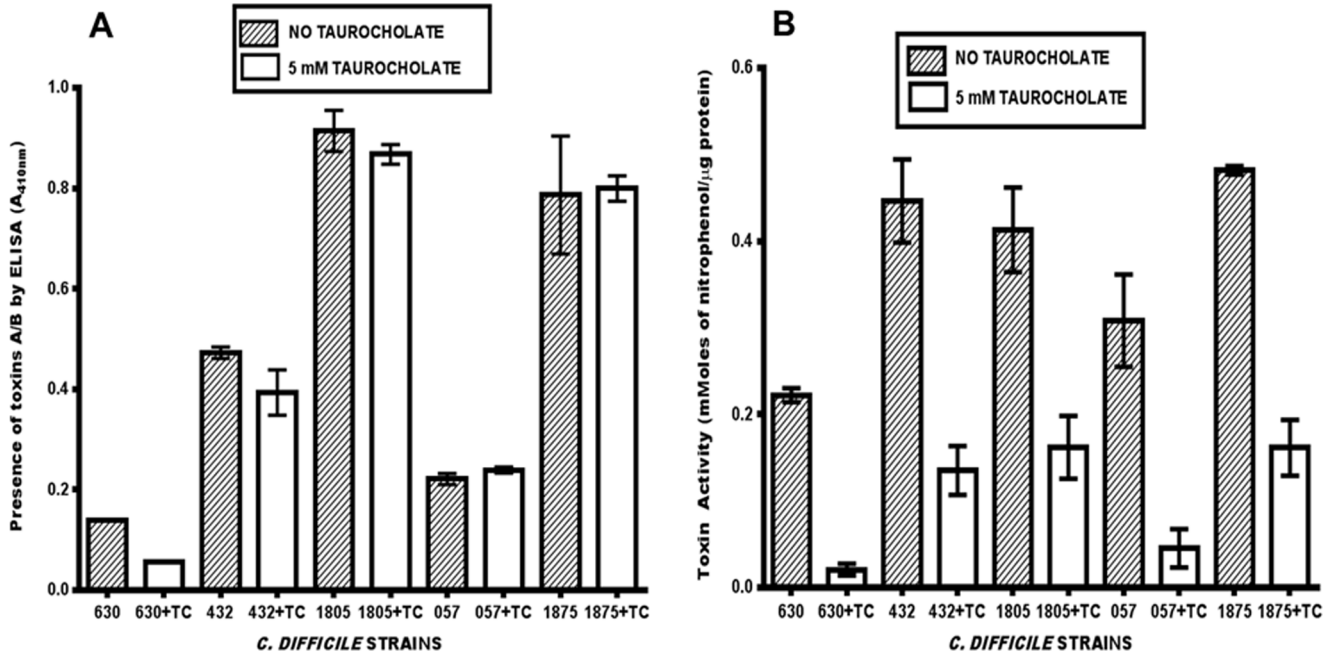 A
NO TAUROCHOLATE
5 mM TAUROCHOLATE
Presence of toxins A/B by ELISA (A410nm)
1.0
0.8
0.6
0.4
0.2
0.0
630 630+TC 432 432+TC 1805 1805+TC 057 057+TC 1875 1875+TC
C. DIFFICILE STRAINS
B
NO TAUROCHOLATE
5 mM TAUROCHOLATE
Toxin Activity (mMoles of nitrophenol/µg protein)
0.6
0.4
0.2
0.0
630 630+TC 432 432+TC 1805 1805+TC 057 057+TC 1875 1875+TC
C. DIFFICILE STRAINS